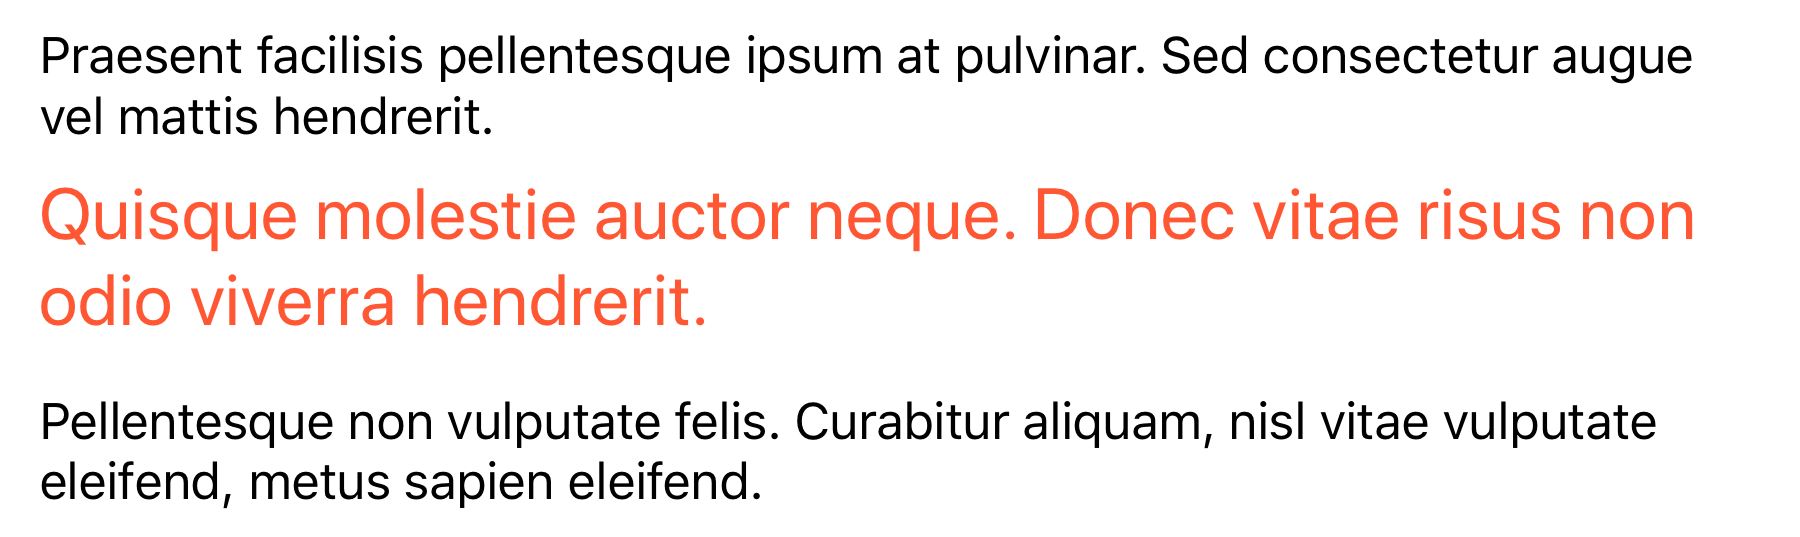 Praesent facilisis pellentesque ipsum at pulvinar. Sed consectetur augue
vel mattis hendrerit.
Quisque molestie auctor neque. Donec vitae risus non
odio viverra hendrerit.
Pellentesque non vulputate felis. Curabitur aliquam, nisl vitae vulputate
eleifend, metus sapien eleifend.